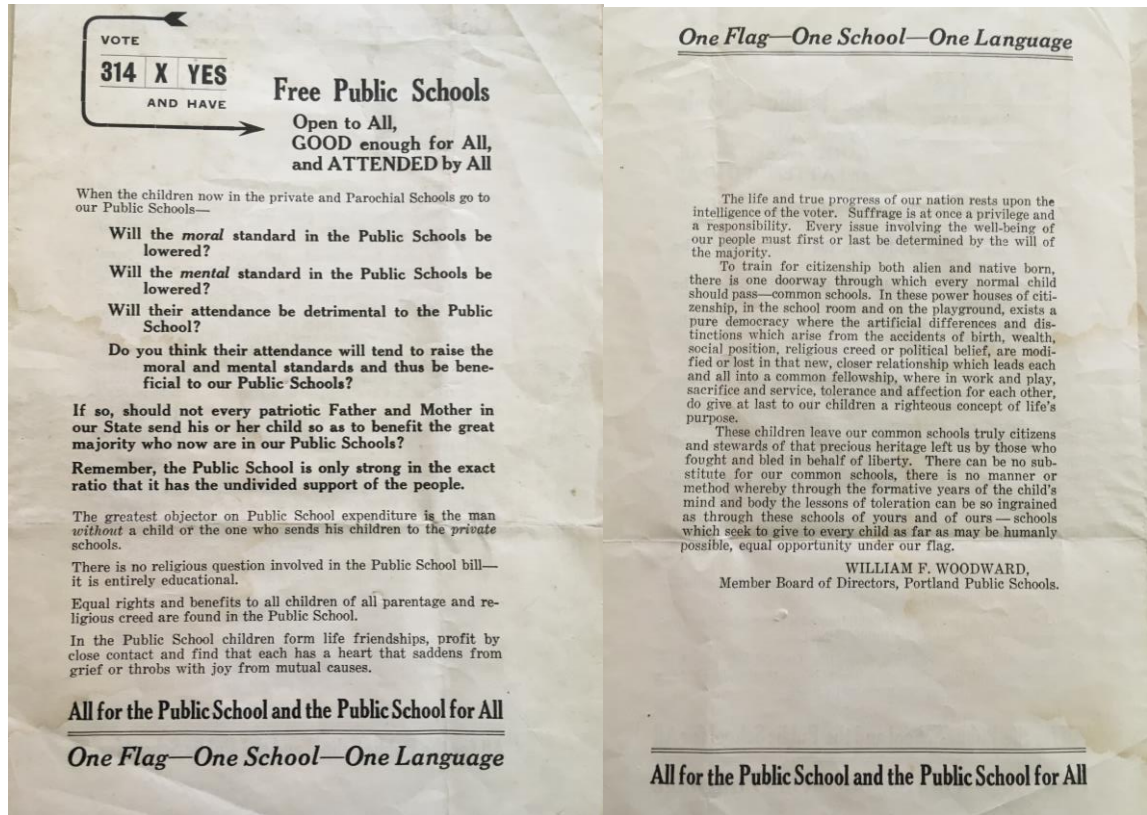 VOTE
314 X YES
AND HAVE
Free Public Schools
Open to All,
GOOD enough for All,
and ATTENDED by All
When the children now in the private and Parochial Schools go to
our Public Schools—
Will the moral standard in the Public Schools be
lowered?
Will the mental standard in the Public Schools be
lowered?
Will their attendance be detrimental to the Public
School?
Do you think their attendance will tend to raise the
moral and mental standards and thus be bene-
ficial to our Public Schools?
If so, should not every patriotic Father and Mother in
our State send his or her child so as to benefit the great
majority who now are in our Public Schools?
Remember, the Public School is only strong in the exact
ratio that it has the undivided support of the people.
The greatest objector on Public School expenditure is the man
without a child or the one who sends his children to the private
schools.
There is no religious question involved in the Public School bill—
it is entirely educational.
Equal rights and benefits to all children of all parentage and re-
ligious creed are found in the Public School.
In the Public School children form life friendships, profit by
close contact and find that each has a heart that saddens from
grief or throbs with joy from mutual causes.
All for the Public School and the Public School for All
One Flag—One School—One Language
One Flag—One School—One Language
The life and true progress of our nation rests upon the
intelligence of the voter. Suffrage is at once a privilege and
a responsibility. Every issue involving the well-being of
our people must first or last be determined by the will of
the majority.
To train for citizenship both alien and native born,
there is one doorway through which every normal child
should pass—common schools. In these power houses of citi-
zenship, in the school room and on the playground, exists a
pure democracy where the artificial differences and dis-
tinctions which arise from the accidents of birth, wealth,
social position, religious creed or political belief, are modi-
fied or lost in that new, closer relationship which leads each
and all into a common fellowship, where in work and play,
sacrifice and service, tolerance and affection for each other,
do give at last to our children a righteous concept of life's
purpose.
These children leave our common schools truly citizens
and stewards of that precious heritage left us by those who
fought and bled in behalf of liberty. There can be no sub-
stitute for our common schools, there is no manner or
method whereby through the formative years of the child's
mind and body the lessons of toleration can be so ingrained
as through these schools of yours and of ours — schools
which seek to give to every child as far as may be humanly
possible, equal opportunity under our flag.
WILLIAM F. WOODWARD,
Member Board of Directors, Portland Public Schools.
All for the Public School and the Public School for All